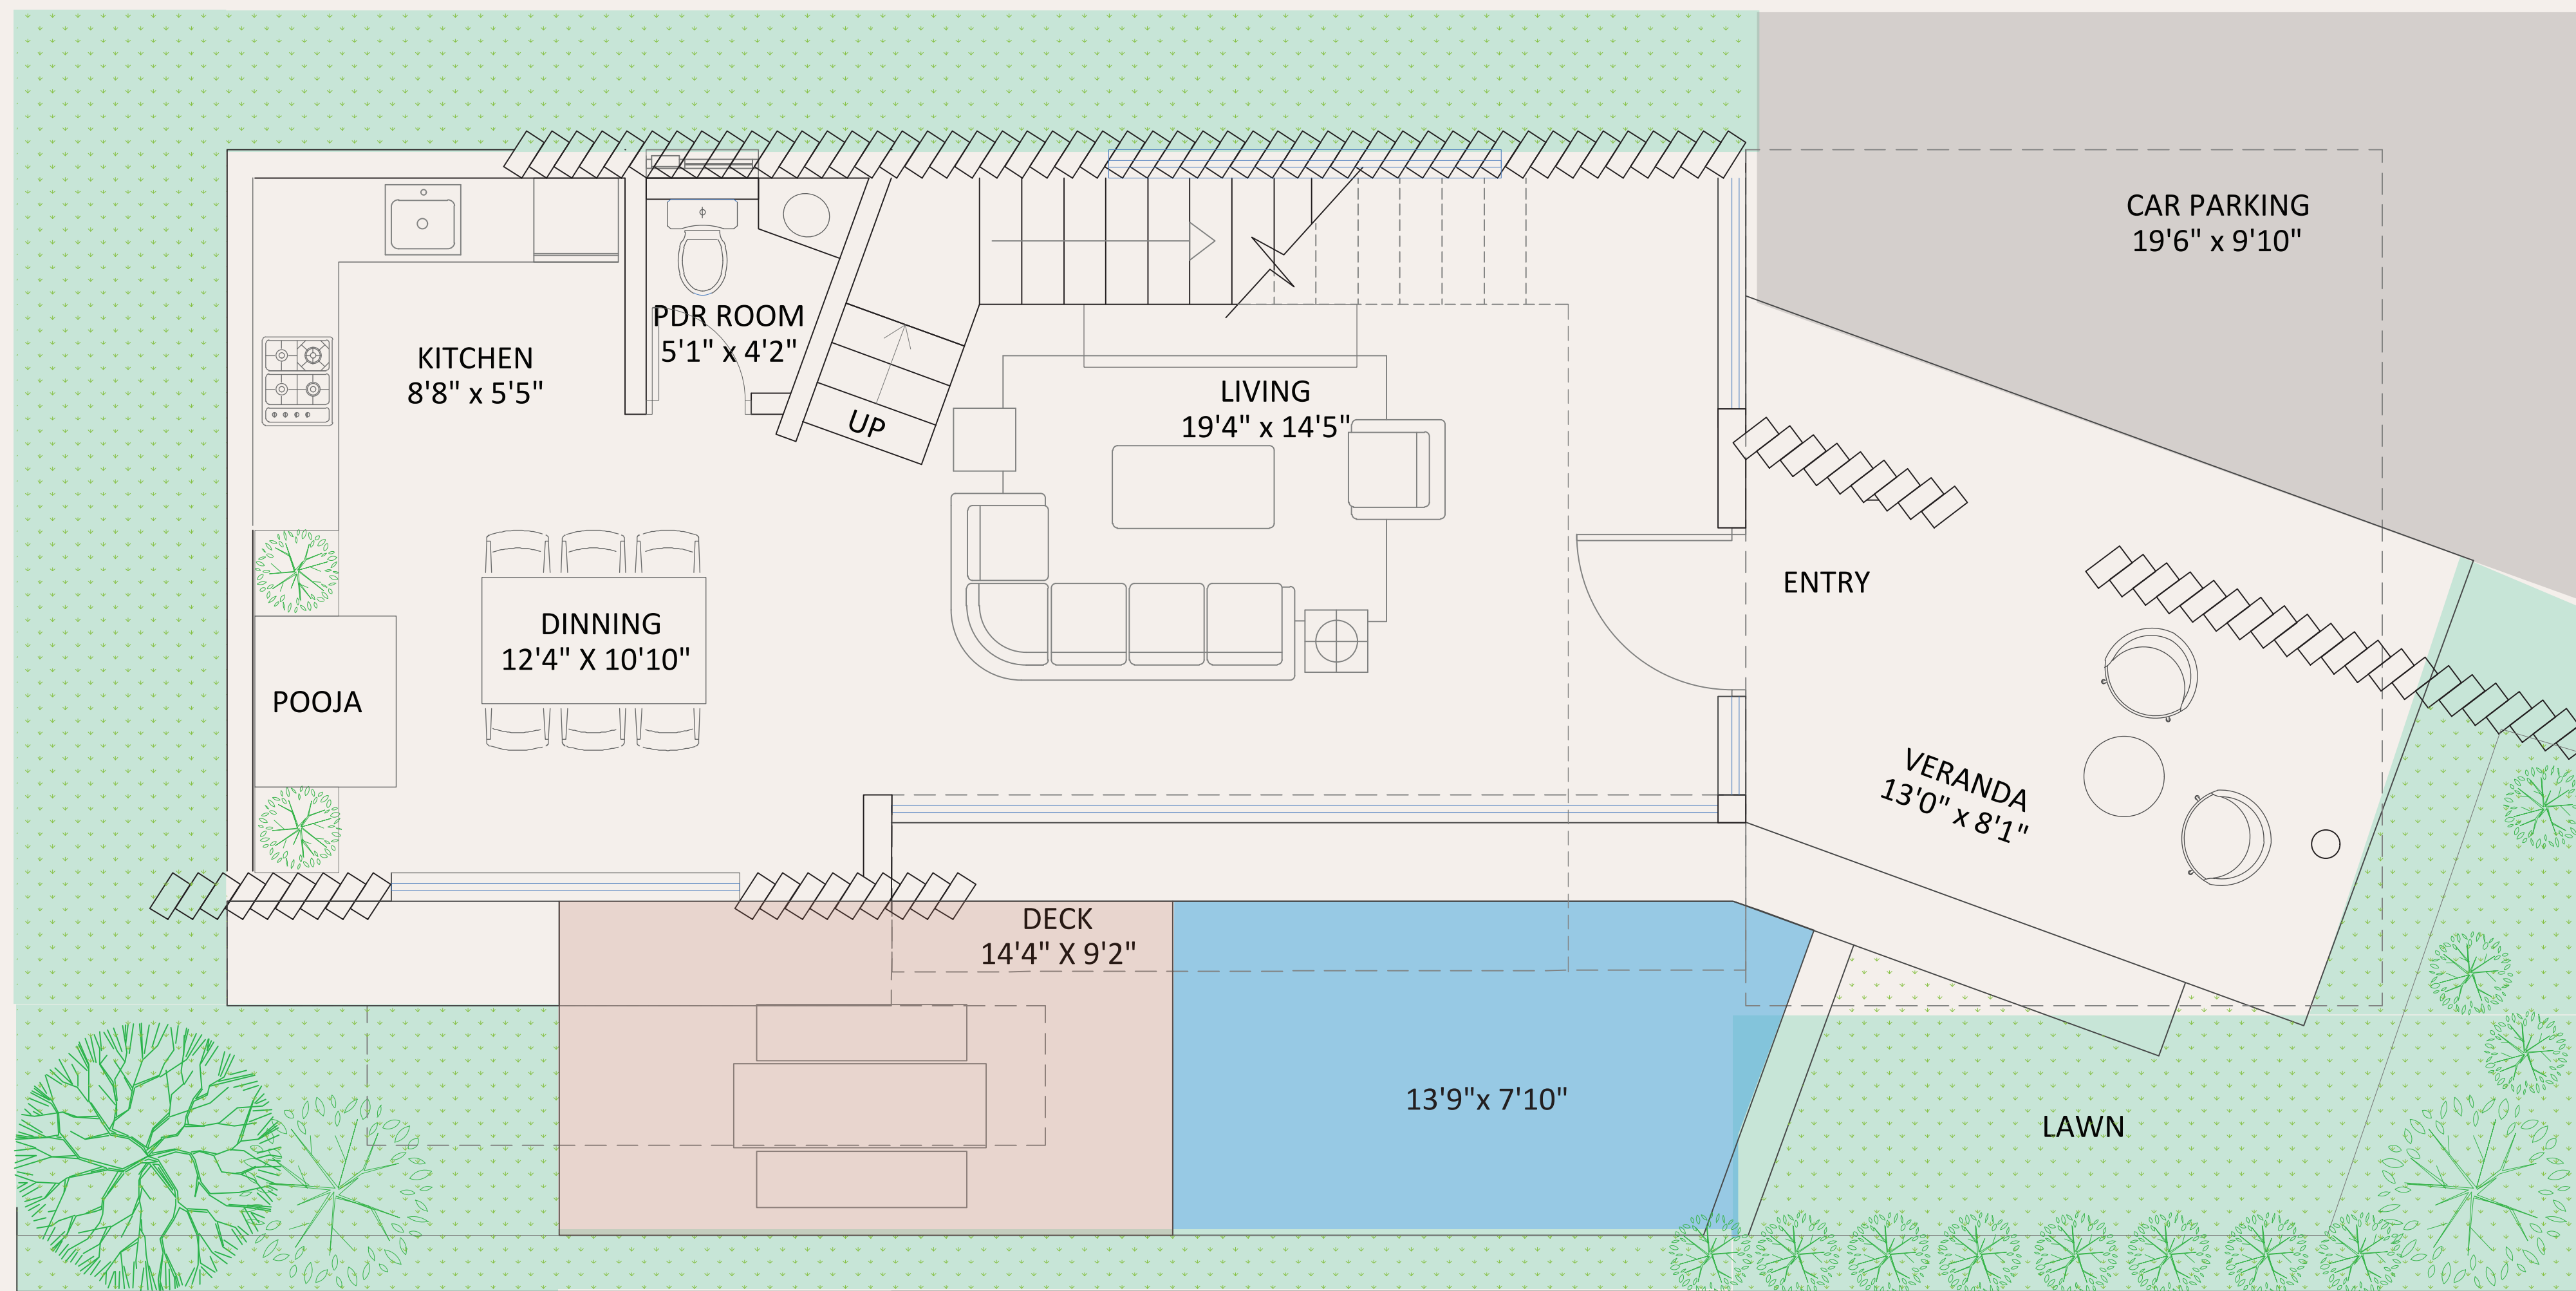 CAR PARKING
19'6" x 9'10"
PDR ROOM
5'1" x 4'2"
KITCHEN
8'8" x 5'5"
LIVING
19'4" x 14'5"
UP
ENTRY
DINNING
12'4" X 10'10"
POOJA
VERANDA
13'0" x 8'1"
DECK
14'4" X 9'2"
13'9"x 7'10"
LAWN